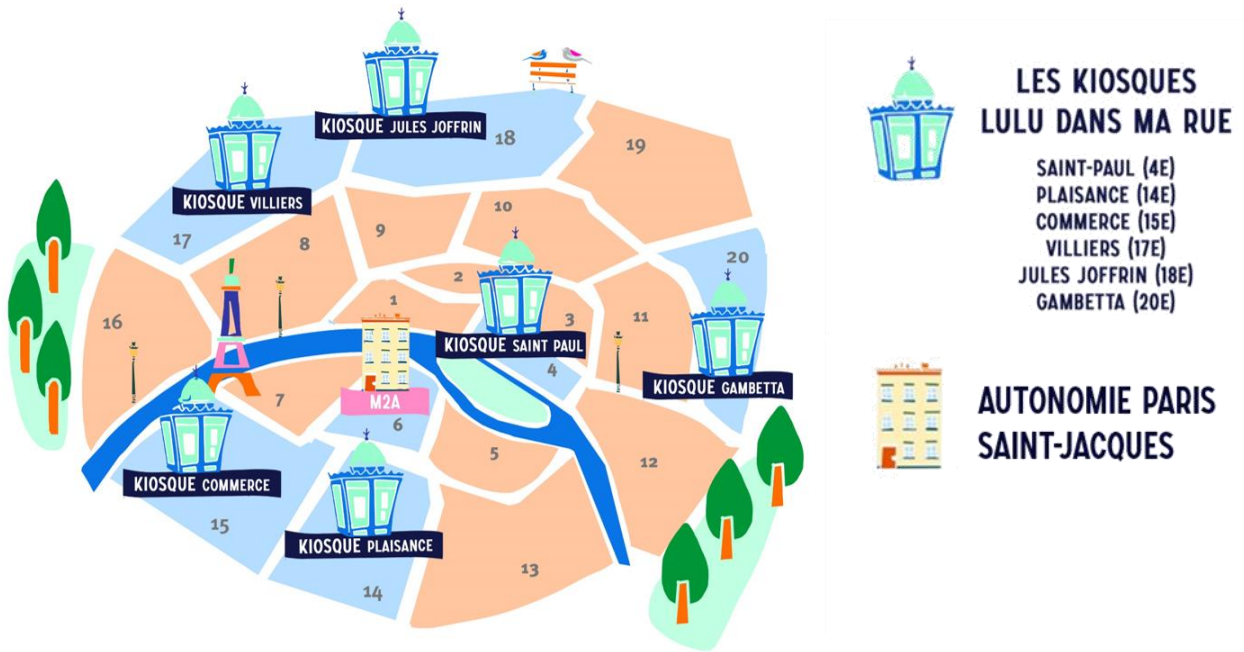 KIOSQUE JULES JOFFRIN
18
19
KIOSQUE VILLIERS
17
8
9
10
20
2
16
1
3
11
KIOSQUE SAINT PAUL
4
KIOSQUE GAMBETTA
7
M2A
6
5
12
KIOSQUE COMMERCE
15
KIOSQUE PLAISANCE
14
13
LES KIOSQUES
LULU DANS MA RUE
SAINT-PAUL (4E)
PLAISANCE (14E)
COMMERCE (15E)
VILLIERS (17E)
JULES JOFFRIN (18E)
GAMBETTA (20E)
AUTONOMIE PARIS
SAINT-JACQUES